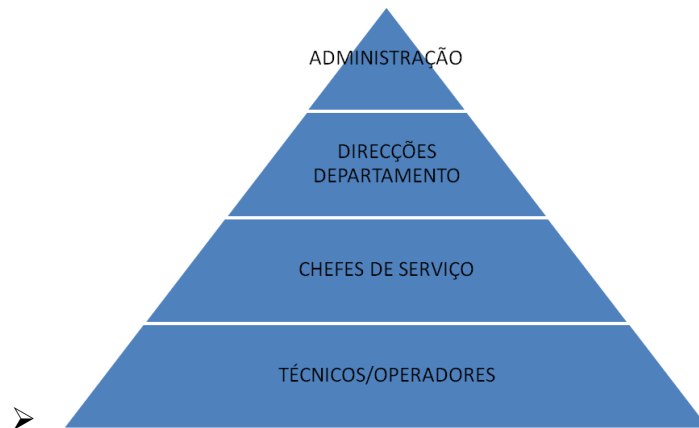 ADMINISTRAÇÃO
DIRECÇÕES
DEPARTAMENTO
CHEFES DE SERVIÇO
TÉCNICOS/OPERADORES